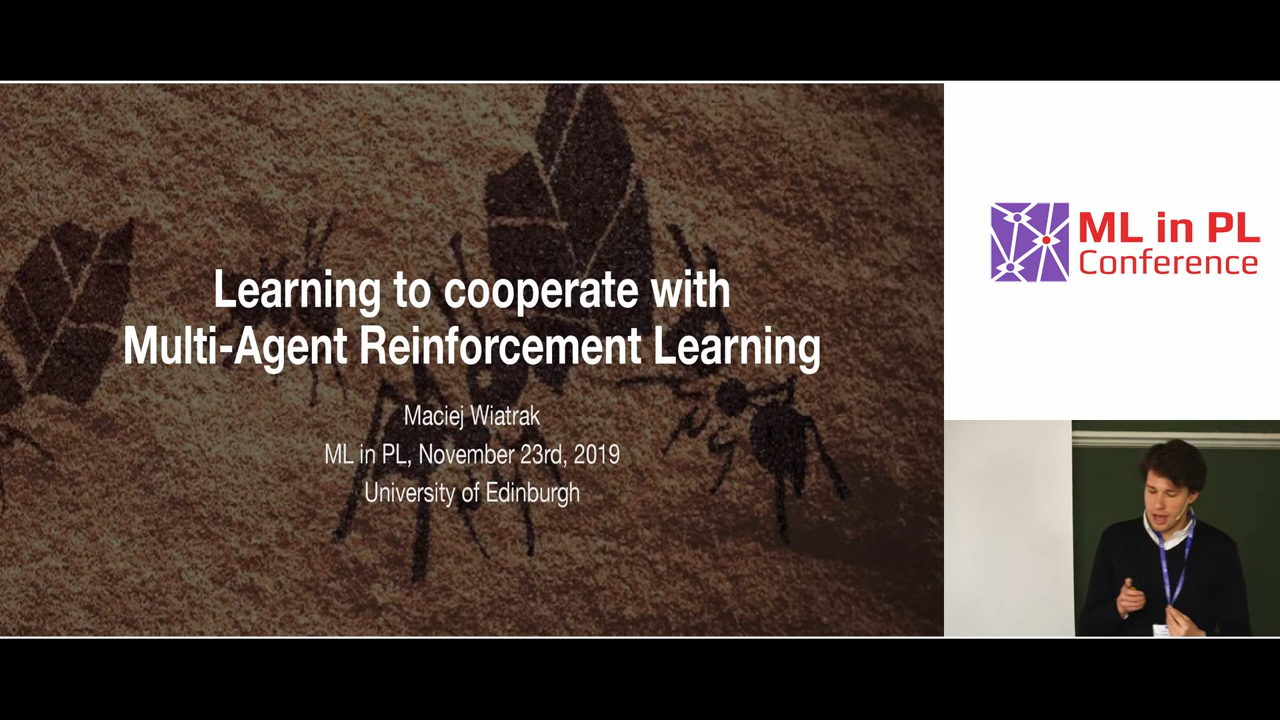 Learning to cooperate with
Multi-Agent Reinforcement Learning
Maciej Wiatrak
ML in PL, November 23rd, 2019
University of Edinburgh
ML in PL
Conference